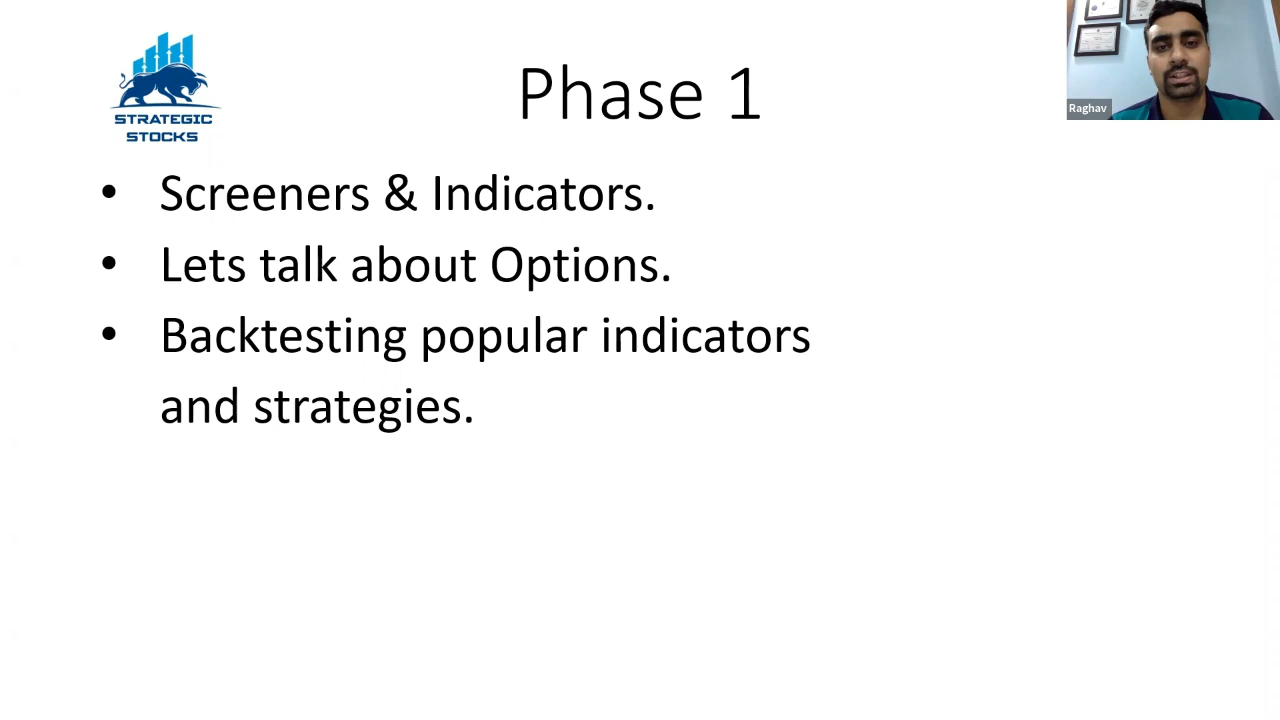 STRATEGIC
STOCKS
Phase 1
Raghav
• Screeners & Indicators.
• Lets talk about Options.
• Backtesting popular indicators
and strategies.